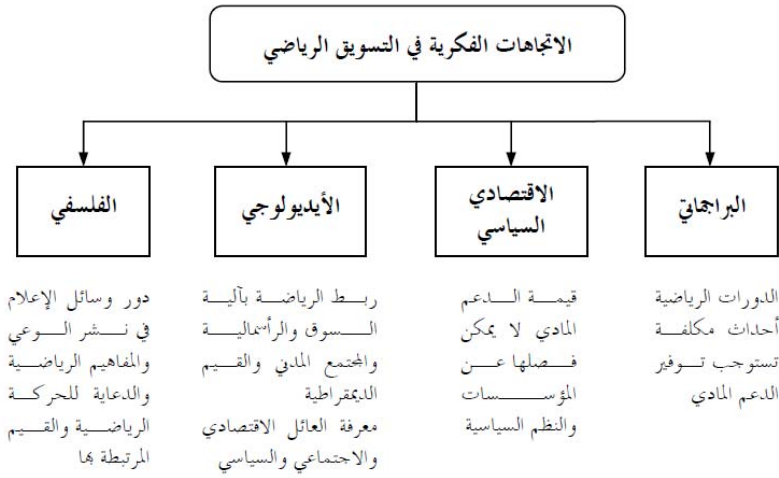 الاتجاهات الفكرية في التسويق الرياضي
البراجماتي
الاقتصادي
السياسي
الأيديولوجي
الفلسفي
الدورات الرياضية
أحداث مكلفة
تستوجب توفير
الدعم المادي
قيمة الدعم
المادي لا يمكن
فصلها عن
المؤسسات
والنظم السياسية
ربط الرياضة بآلية
السوق والرأسمالية
والمجتمع المدني والقيم
الديمقراطية
معرفة العائل الاقتصادي
والاجتماعي والسياسي
دور وسائل الإعلام
في نشر الوعي
والمفاهيم الرياضية
والدعاية للحركة
الرياضية والقيم
المرتبطة بها